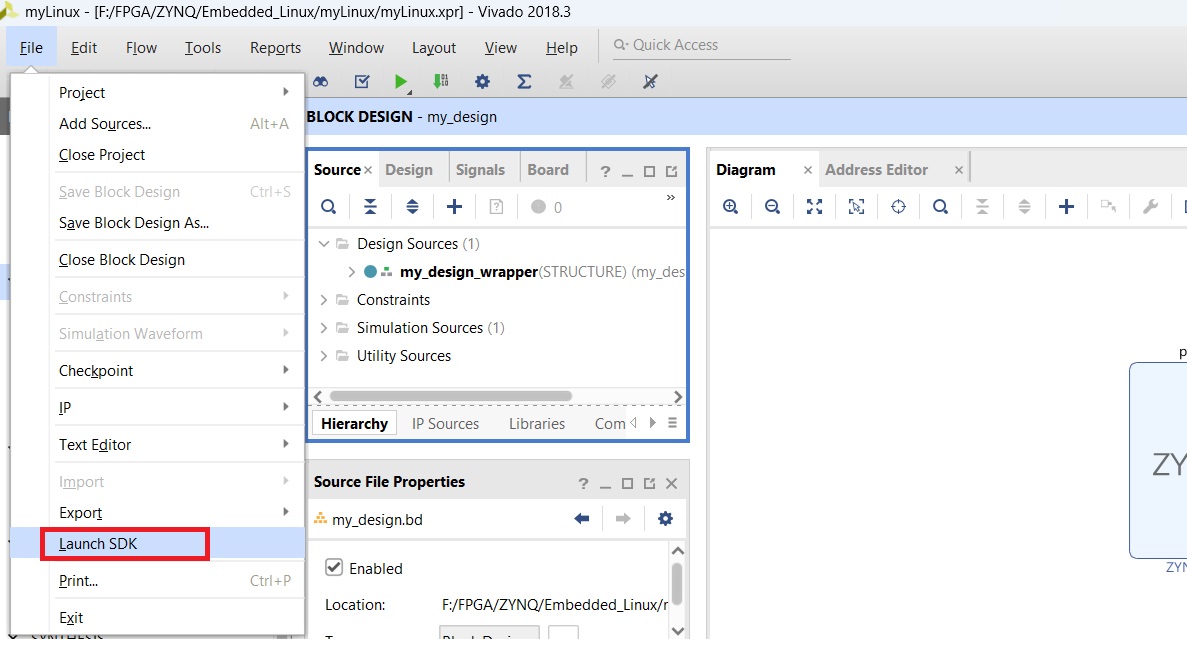 myLinux - [F:/FPGA/ZYNQ/Embedded_Linux/myLinux/myLinux.xpr] - Vivado 2018.3
File Edit Flow Tools Reports Window Layout View Help Quick Access
Project
Add Sources... Alt+A
Close Project
Save Block Design Ctrl+S
Save Block Design As...
Close Block Design
Constraints
Simulation Waveform
Checkpoint
IP
Text Editor
Import
Export
Launch SDK
Print... Ctrl+P
Exit
BLOCK DESIGN - my_design
Source Design Signals Board
0
Design Sources (1)
my_design_wrapper(STRUCTURE) (my_des
Constraints
Simulation Sources (1)
Utility Sources
Hierarchy IP Sources Libraries Com
Source File Properties
my_design.bd
Enabled
Location: F:/FPGA/ZYNQ/Embedded_Linux/r
Diagram Address Editor
p
ZY
ZYN